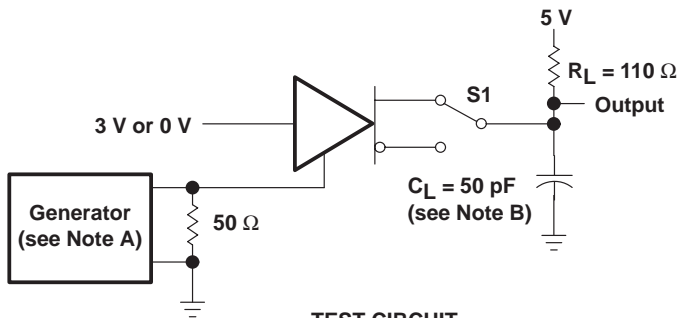 5 V
R_L = 110 Ω
S1
Output
3 V or 0 V
C_L = 50 pF
(see Note B)
Generator
(see Note A)
50 Ω
TEST CIRCUIT